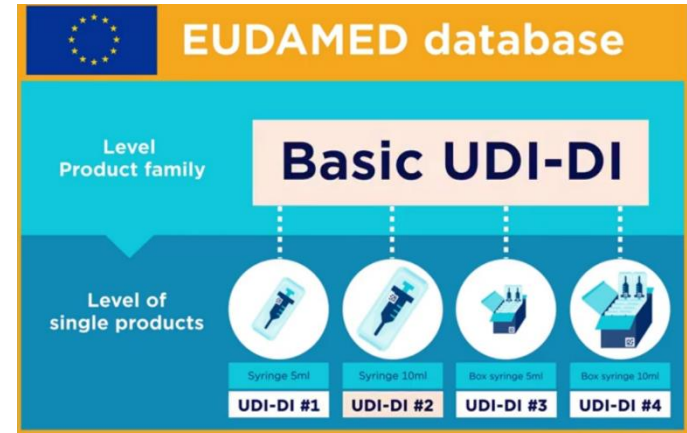 EUDAMED database
Level
Product family
Basic UDI-DI
Level of
single products
Syringe 5ml
Syringe 10ml
Box syringe 5ml
Box syringe 10ml
UDI-DI #1
UDI-DI #2
UDI-DI #3
UDI-DI #4